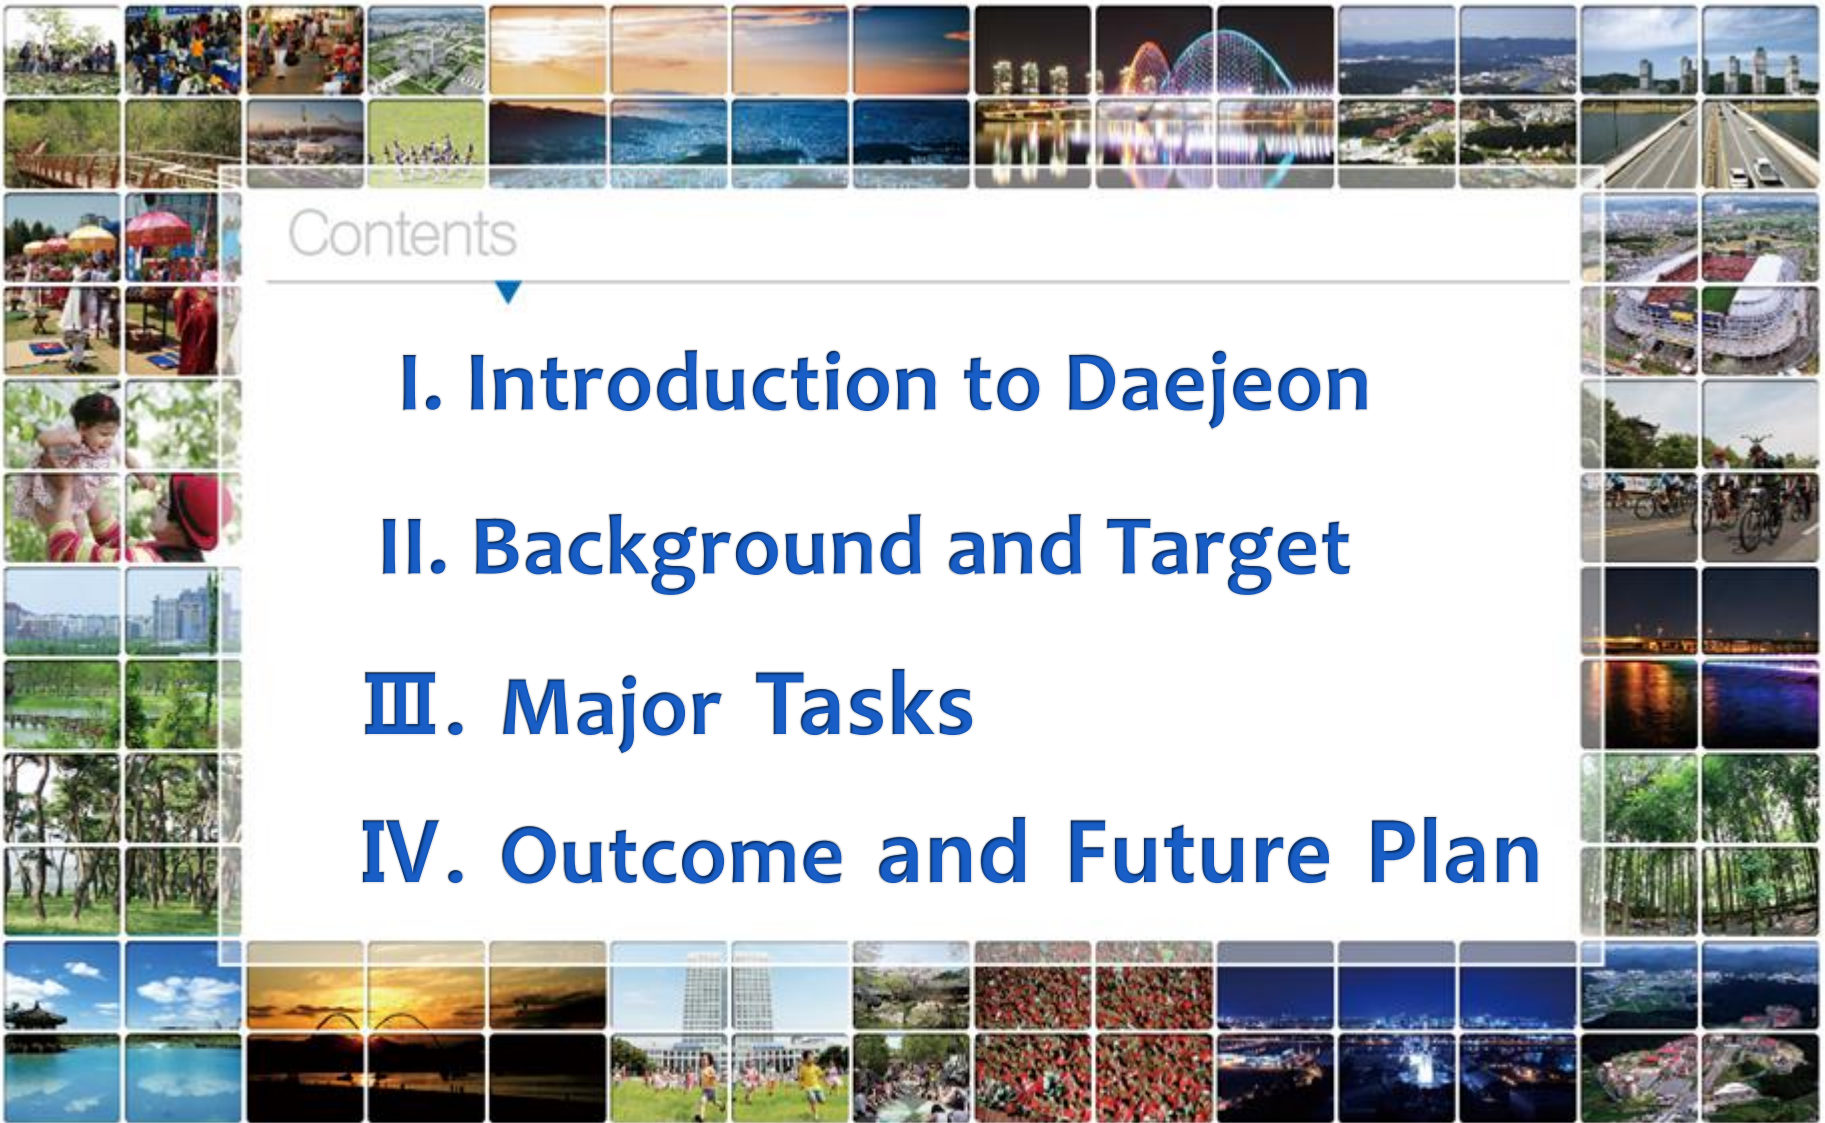 Contents
I. Introduction to Daejeon
II. Background and Target
Ⅲ. Major Tasks
Ⅳ. Outcome and Future Plan